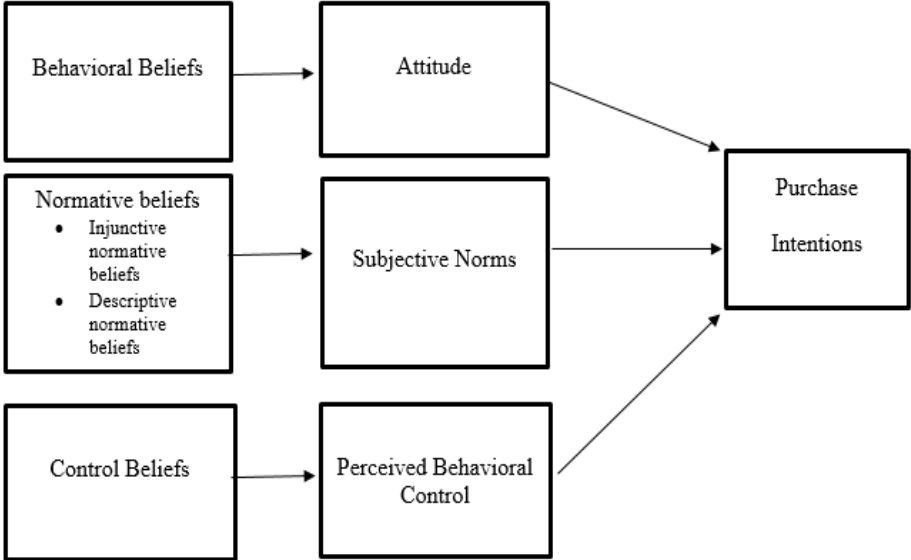 Behavioral Beliefs
Attitude
Purchase
Intentions
Normative beliefs
• Injunctive
normative
beliefs
• Descriptive
normative
beliefs
Subjective Norms
Control Beliefs
Perceived Behavioral
Control